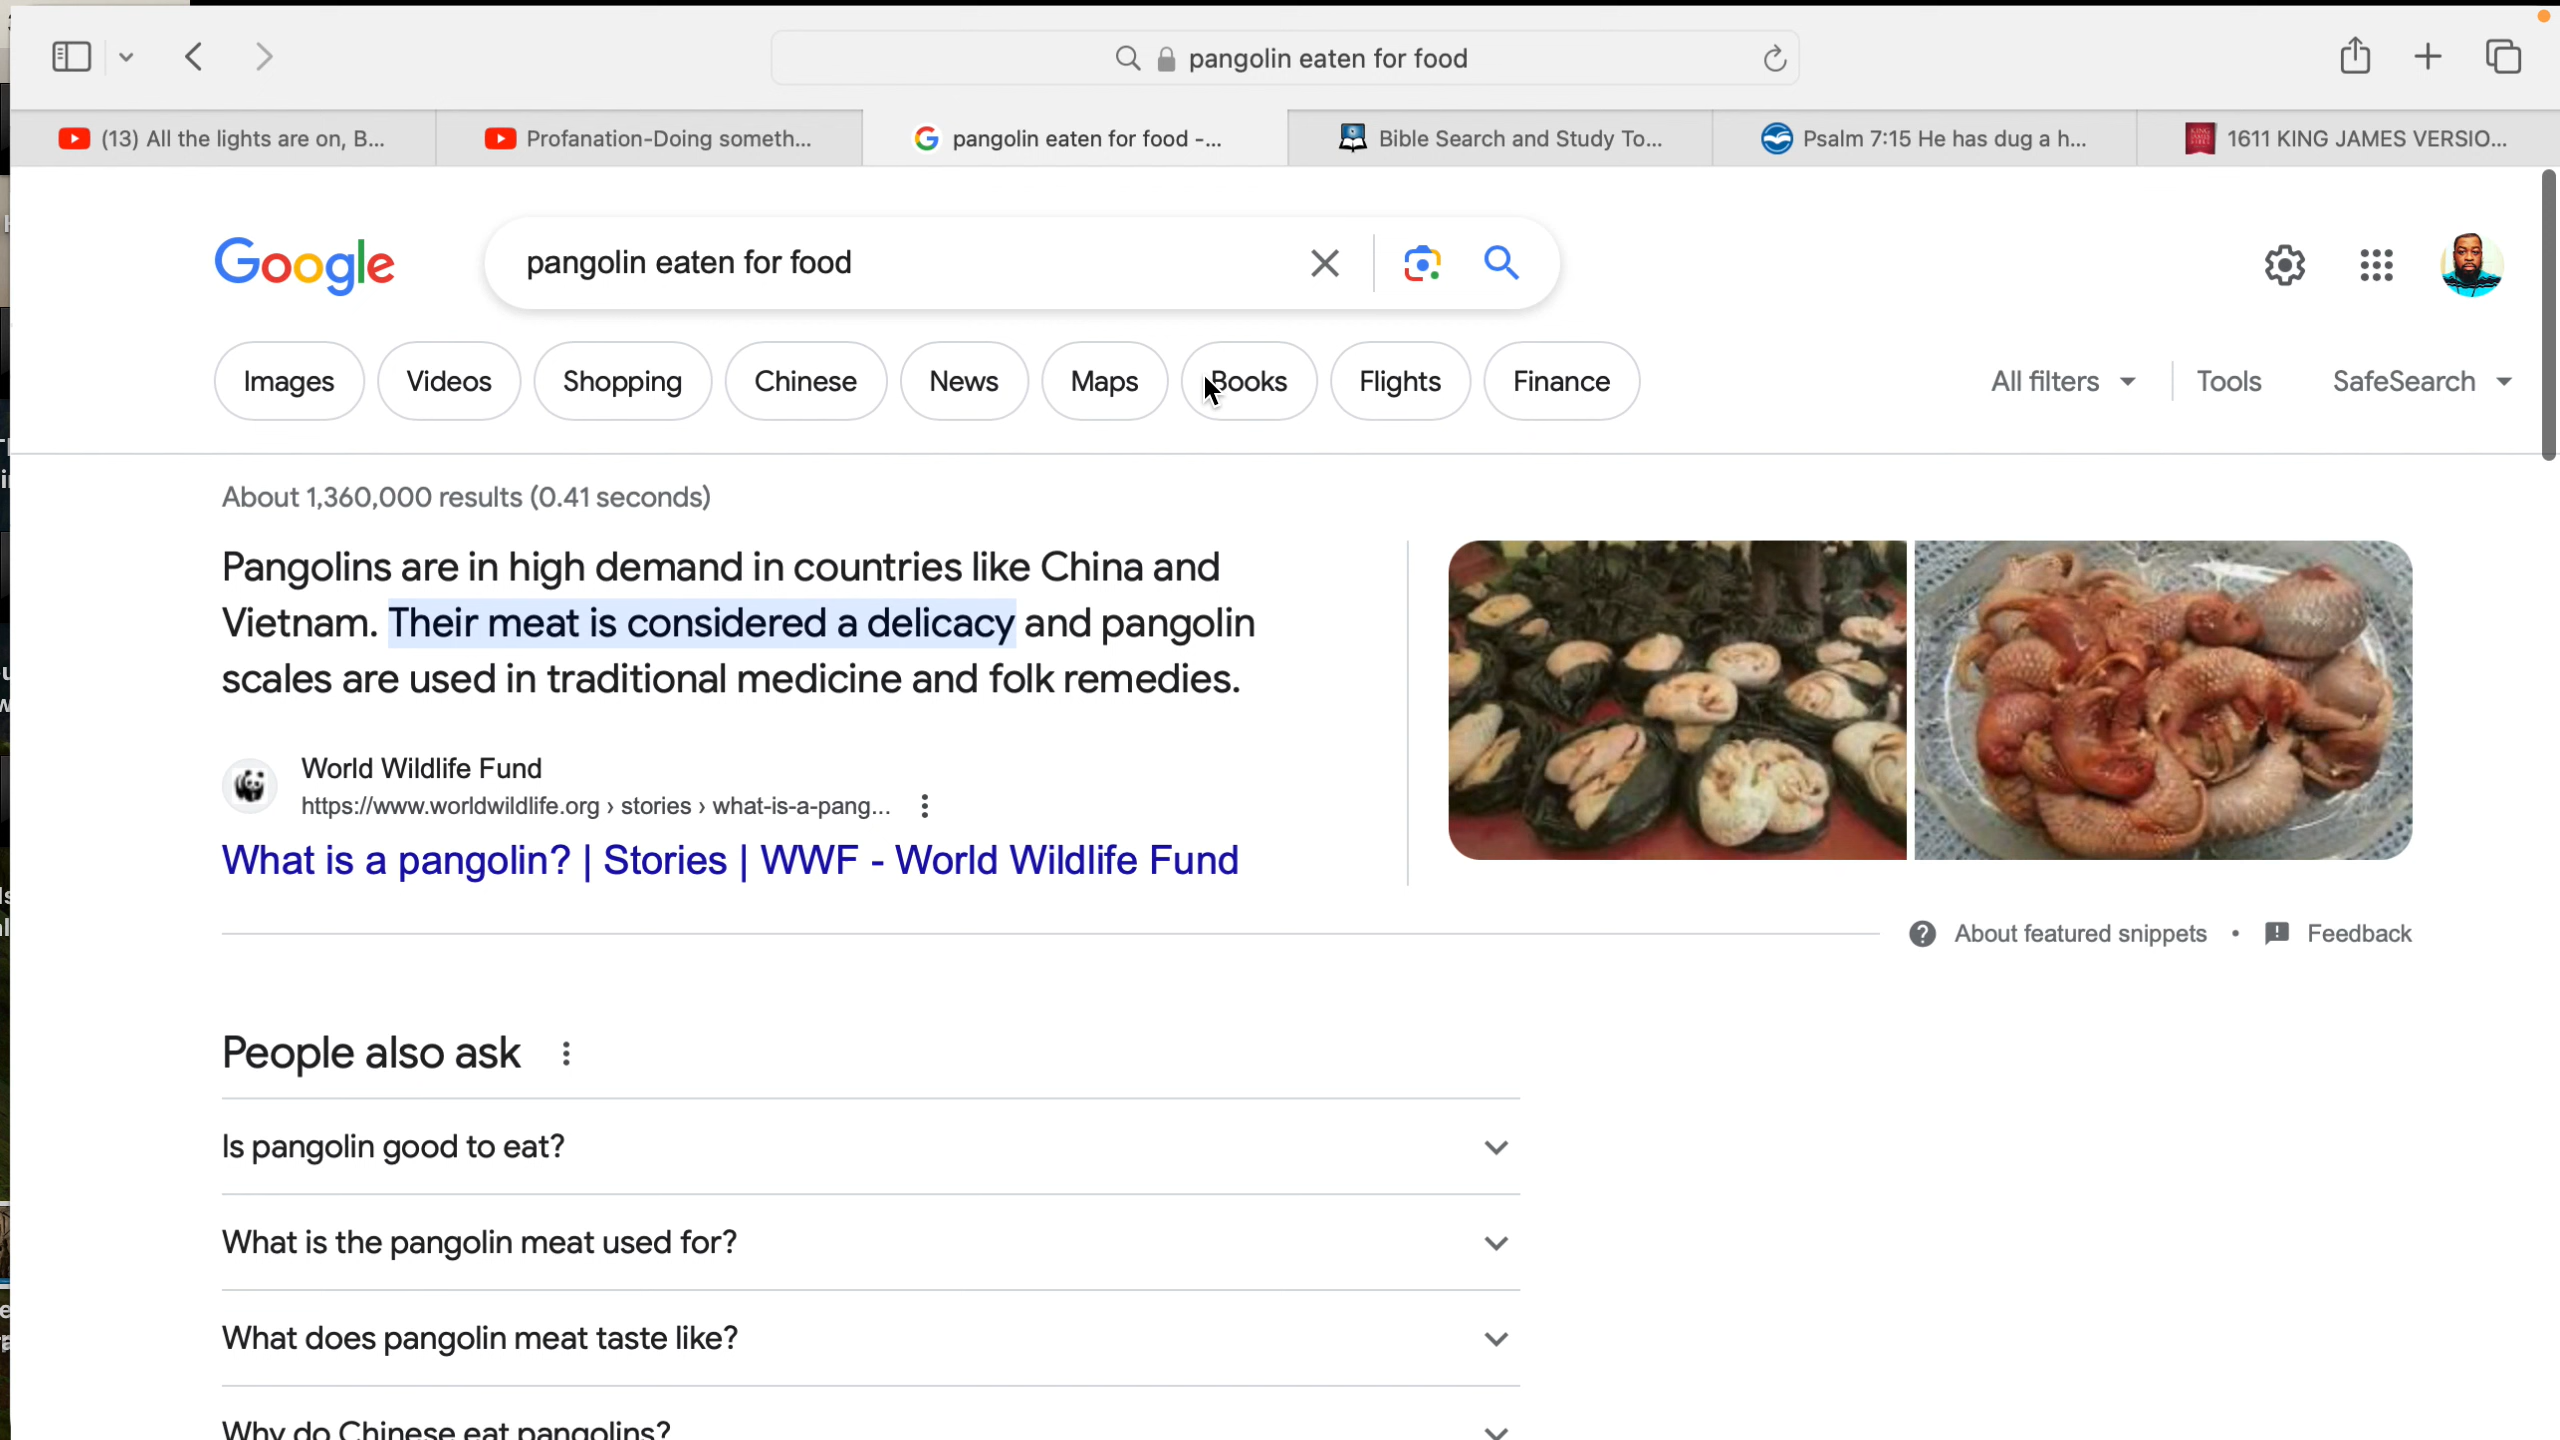 pangolin eaten for food
(13) All the lights are on, B...
Profanation-Doing someth...
pangolin eaten for food -...
Bible Search and Study To...
Psalm 7:15 He has dug a h...
1611 KING JAMES VERSIO...
Google
pangolin eaten for food
Images
Videos
Shopping
Chinese
News
Maps
Books
Flights
Finance
All filters
Tools
SafeSearch
About 1,360,000 results (0.41 seconds)
Pangolins are in high demand in countries like China and
Vietnam. Their meat is considered a delicacy and pangolin
scales are used in traditional medicine and folk remedies.
World Wildlife Fund
https://www.worldwildlife.org › stories › what-is-a-pang...
What is a pangolin? | Stories | WWF - World Wildlife Fund
About featured snippets • Feedback
People also ask
Is pangolin good to eat?
What is the pangolin meat used for?
What does pangolin meat taste like?
Why do Chinese eat pangolins?